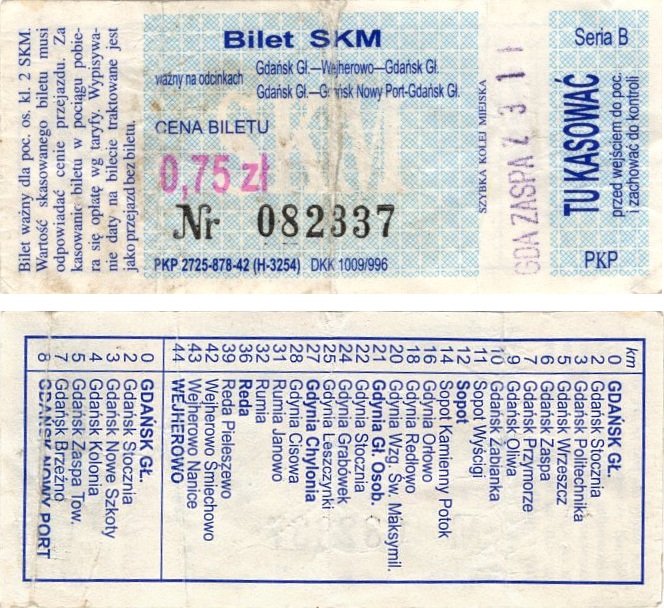 Bilet ważny dla poc. os. kl. 2 SKM.
Wartość skasowanego biletu musi
odpowiadać cenie przejazdu. Za
kasowanie biletu w pociągu pobie-
ra się opłatę wg taryfy. Wypisywa-
nie daty na bilecie traktowane jest
jako przejazd bez biletu.
Bilet SKM
ważny na odcinkach
Gdańsk Gł.—Wejherowo—Gdańsk Gł.
Gdańsk Gł.—Gdańsk Nowy Port-Gdańsk Gł.
CENA BILETU
SKM
0,75 zł
Nr 082337
PKP 2725-878-42 (H-3254) DKK 1009/996
SZYBKA KOLEJ MIEJSKA
GDA ZASPA 2 3 1 1
Seria B
TU KASOWAĆ
przed wejściem do poc.
i zachować do kontroli
PKP
km
0 GDAŃSK GŁ.
2 Gdańsk Stocznia
3 Gdańsk Politechnika
5 Gdańsk Wrzeszcz
6 Gdańsk Zaspa
7 Gdańsk Przymorze
9 Gdańsk Oliwa
10 Gdańsk Żabianka
11 Sopot Wyścigi
12 Sopot
14 Sopot Kamienny Potok
16 Gdynia Orłowo
18 Gdynia Redłowo
20 Gdynia Wzg. Św. Maksymil.
21 Gdynia Gł. Osob.
22 Gdynia Stocznia
24 Gdynia Grabówek
25 Gdynia Leszczynki
27 Gdynia Chylonia
28 Gdynia Cisowa
31 Rumia Janowo
32 Rumia
36 Reda
39 Reda Pieleszewo
42 Wejherowo Śmiechowo
43 Wejherowo Nanice
44 WEJHEROWO
0 GDAŃSK GŁ.
2 Gdańsk Stocznia
3 Gdańsk Nowe Szkoty
4 Gdańsk Kolonia
5 Gdańsk Zaspa Tow.
7 Gdańsk Brzeźno
8 GDAŃSK NOWY PORT